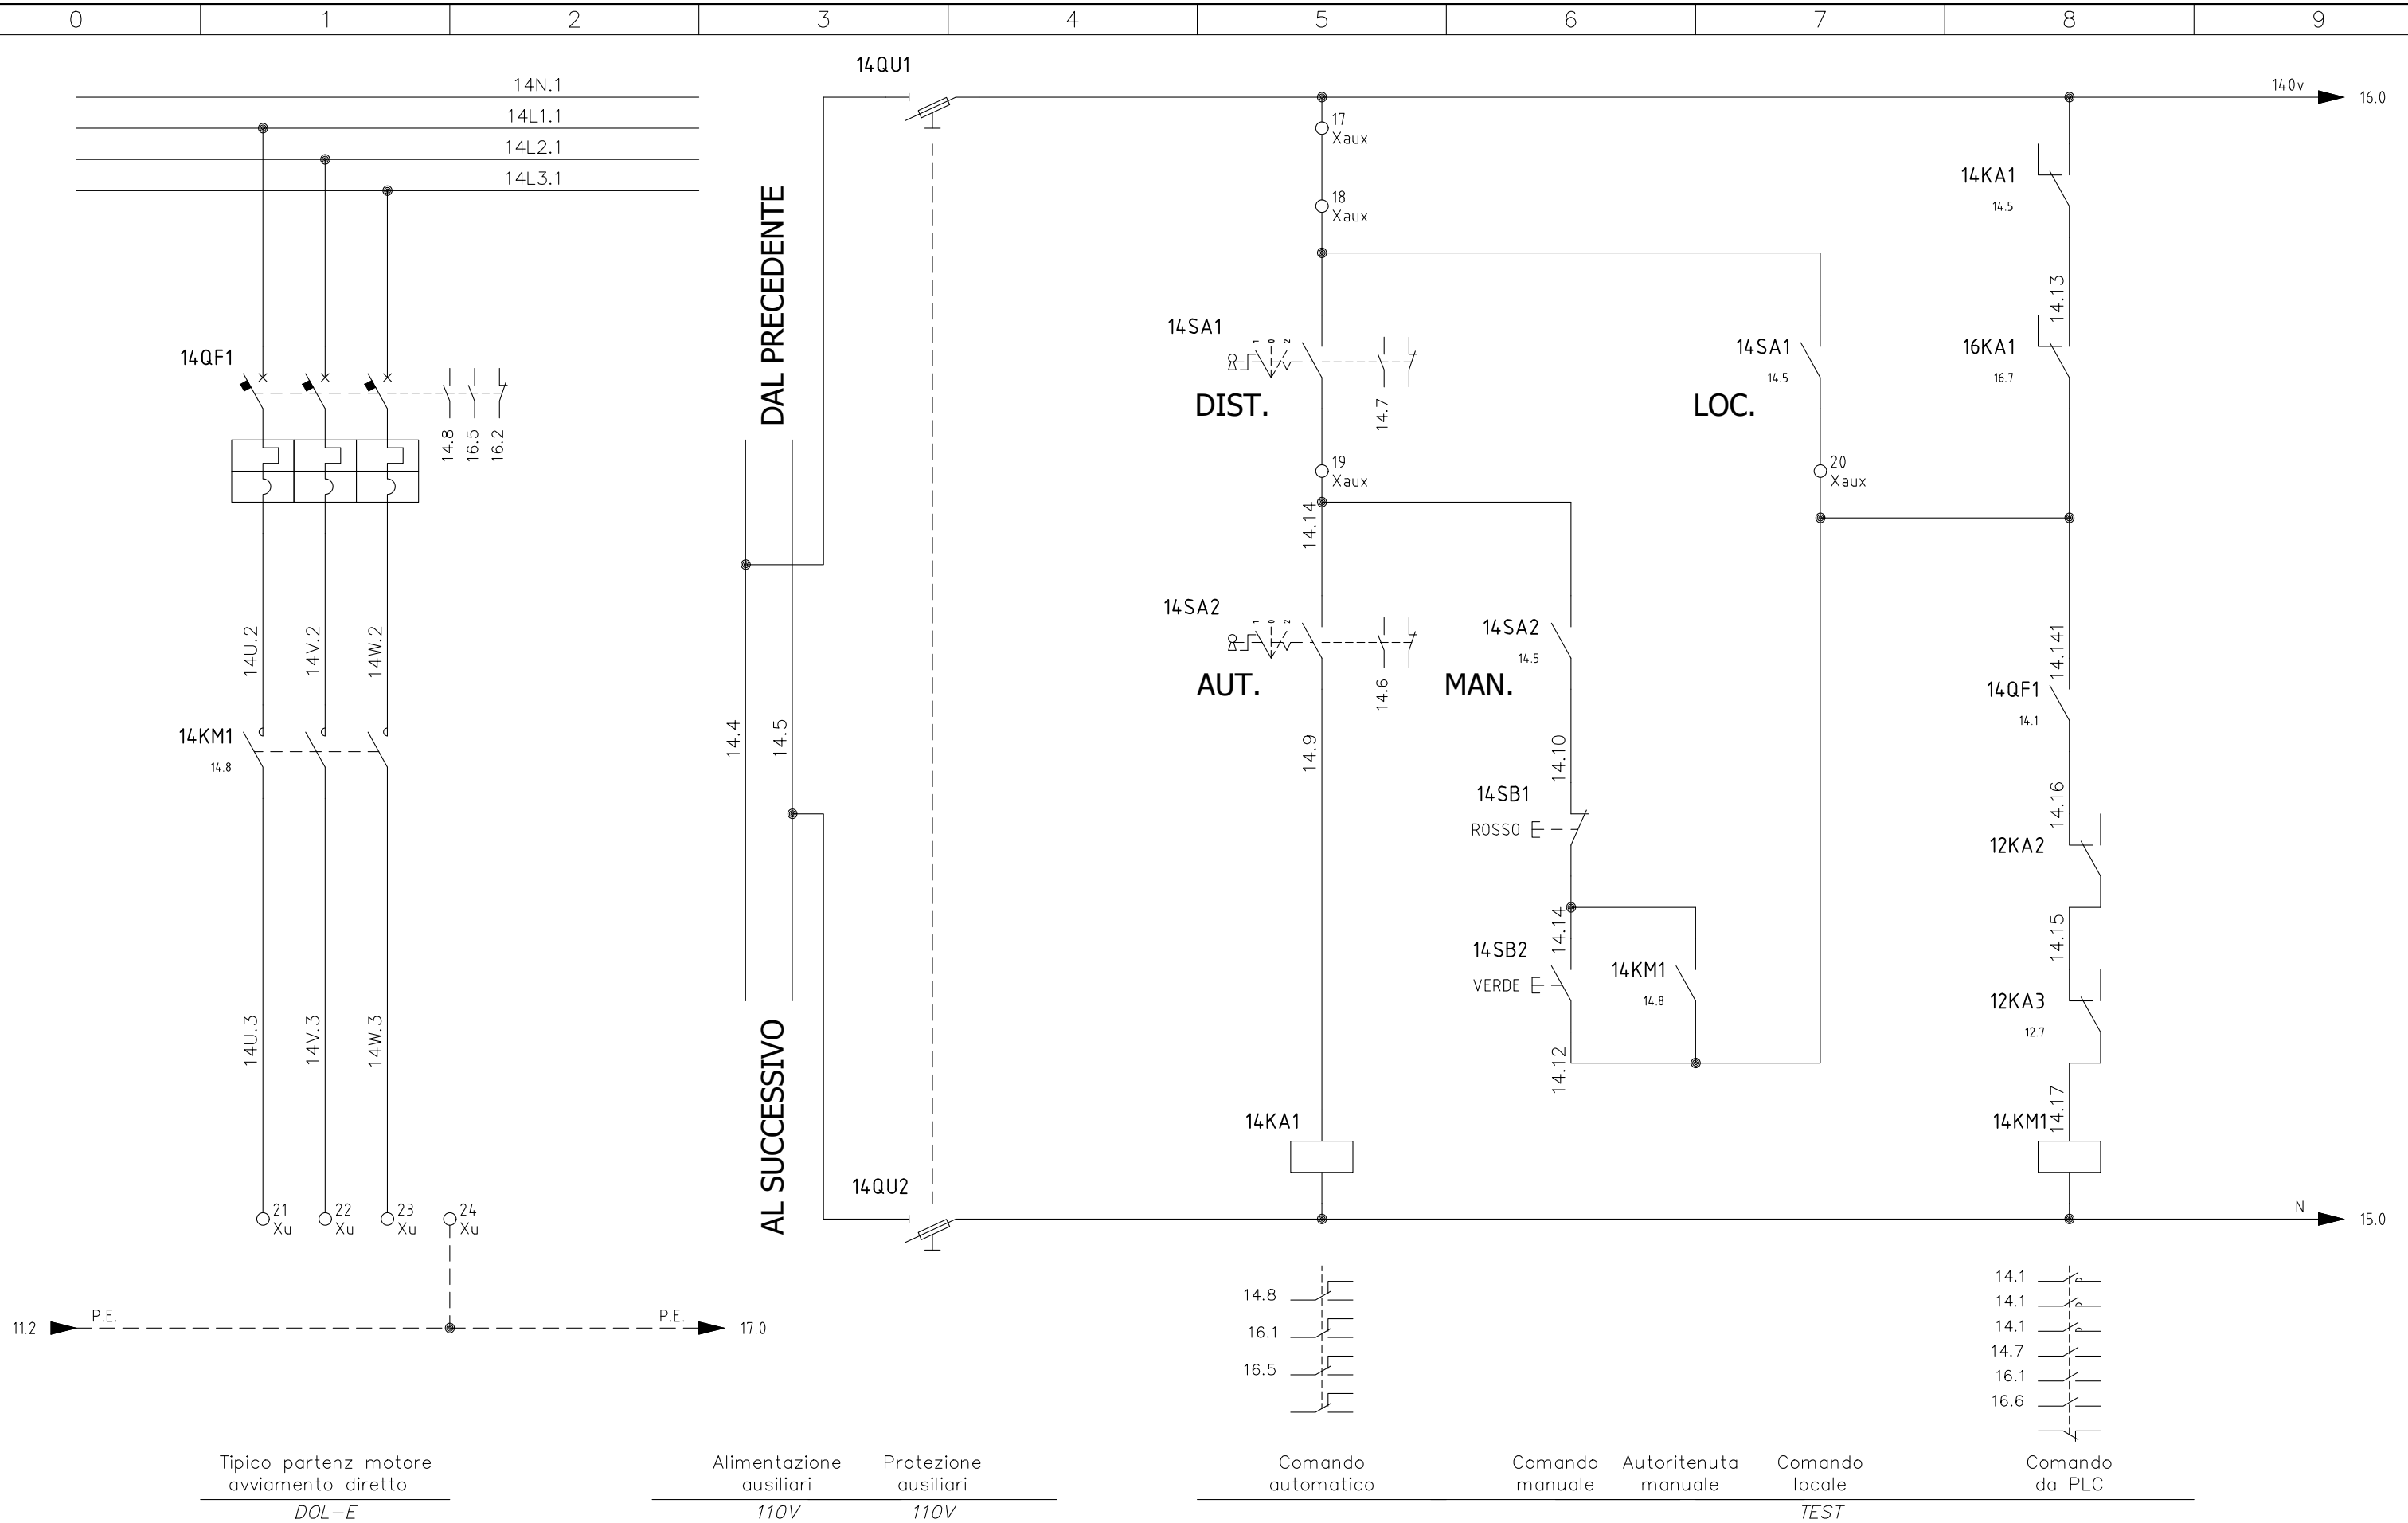 0 1 2 3 4 5 6 7 8 9
14N.1
14L1.1
14L2.1
14L3.1
14QF1
14.8
16.5
16.2
14U.2
14V.2
14W.2
14KM1
14.8
14U.3
14V.3
14W.3
21
Xu
22
Xu
23
Xu
24
Xu
11.2
P.E.
P.E.
17.0
Tipico partenz motore
avviamento diretto
DOL-E
DAL PRECEDENTE
14.4
14.5
AL SUCCESSIVO
14QU1
14QU2
Alimentazione
ausiliari
110V
Protezione
ausiliari
110V
140v
16.0
17
Xaux
18
Xaux
14SA1
1
0
2
14.7
DIST.
19
Xaux
14.14
14SA2
1
0
2
14.6
AUT.
14.9
14KA1
14.8
16.1
16.5
Comando
automatico
14SA2
14.5
MAN.
14.10
14SB1
ROSSO
14.14
14SB2
VERDE
14.12
14KM1
14.8
Comando
manuale
Autoritenuta
manuale
14SA1
14.5
LOC.
20
Xaux
Comando
locale
TEST
14KA1
14.5
14.13
16KA1
16.7
14.141
14QF1
14.1
14.16
12KA2
14.15
12KA3
12.7
14.17
14KM1
N
15.0
14.1
14.1
14.1
14.7
16.1
16.6
Comando
da PLC